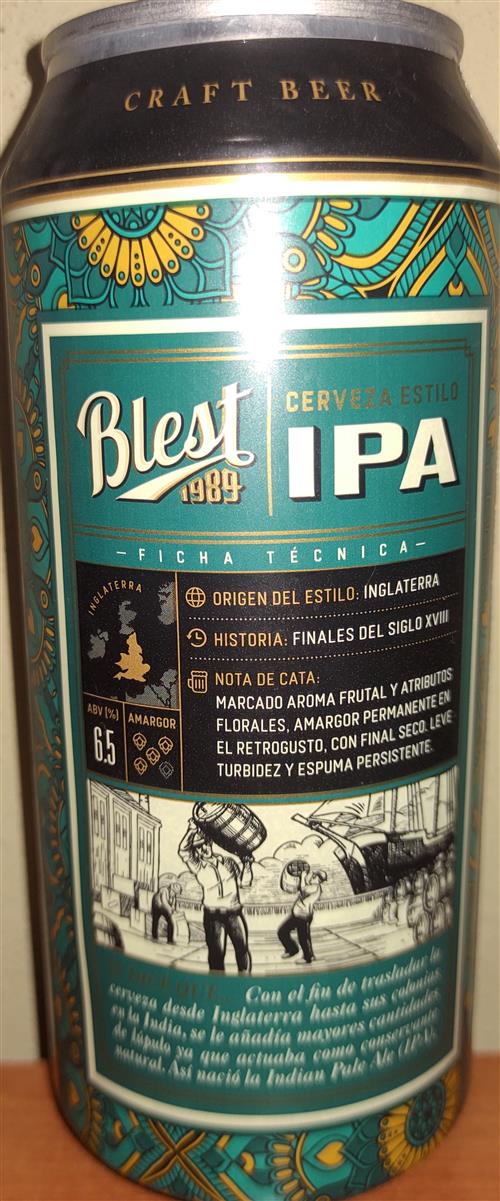 CRAFT BEER
Blest
1989
CERVEZA ESTILO
IPA
—FICHA TÉCNICA—
INGLATERRA
ABV (%)
6.5
AMARGOR
ORIGEN DEL ESTILO: INGLATERRA
HISTORIA: FINALES DEL SIGLO XVIII
NOTA DE CATA:
MARCADO AROMA FRUTAL Y ATRIBUTOS
FLORALES, AMARGOR PERMANENTE EN
EL RETROGUSTO, CON FINAL SECO. LEVE
TURBIDEZ Y ESPUMA PERSISTENTE.
SE DICE QUE... Con el fin de trasladar la
cerveza desde Inglaterra hasta sus colonias
en la India, se le añadía mayores cantidades
de lúpulo ya que actuaba como conservante
natural. Así nació la Indian Pale Ale (IPA).